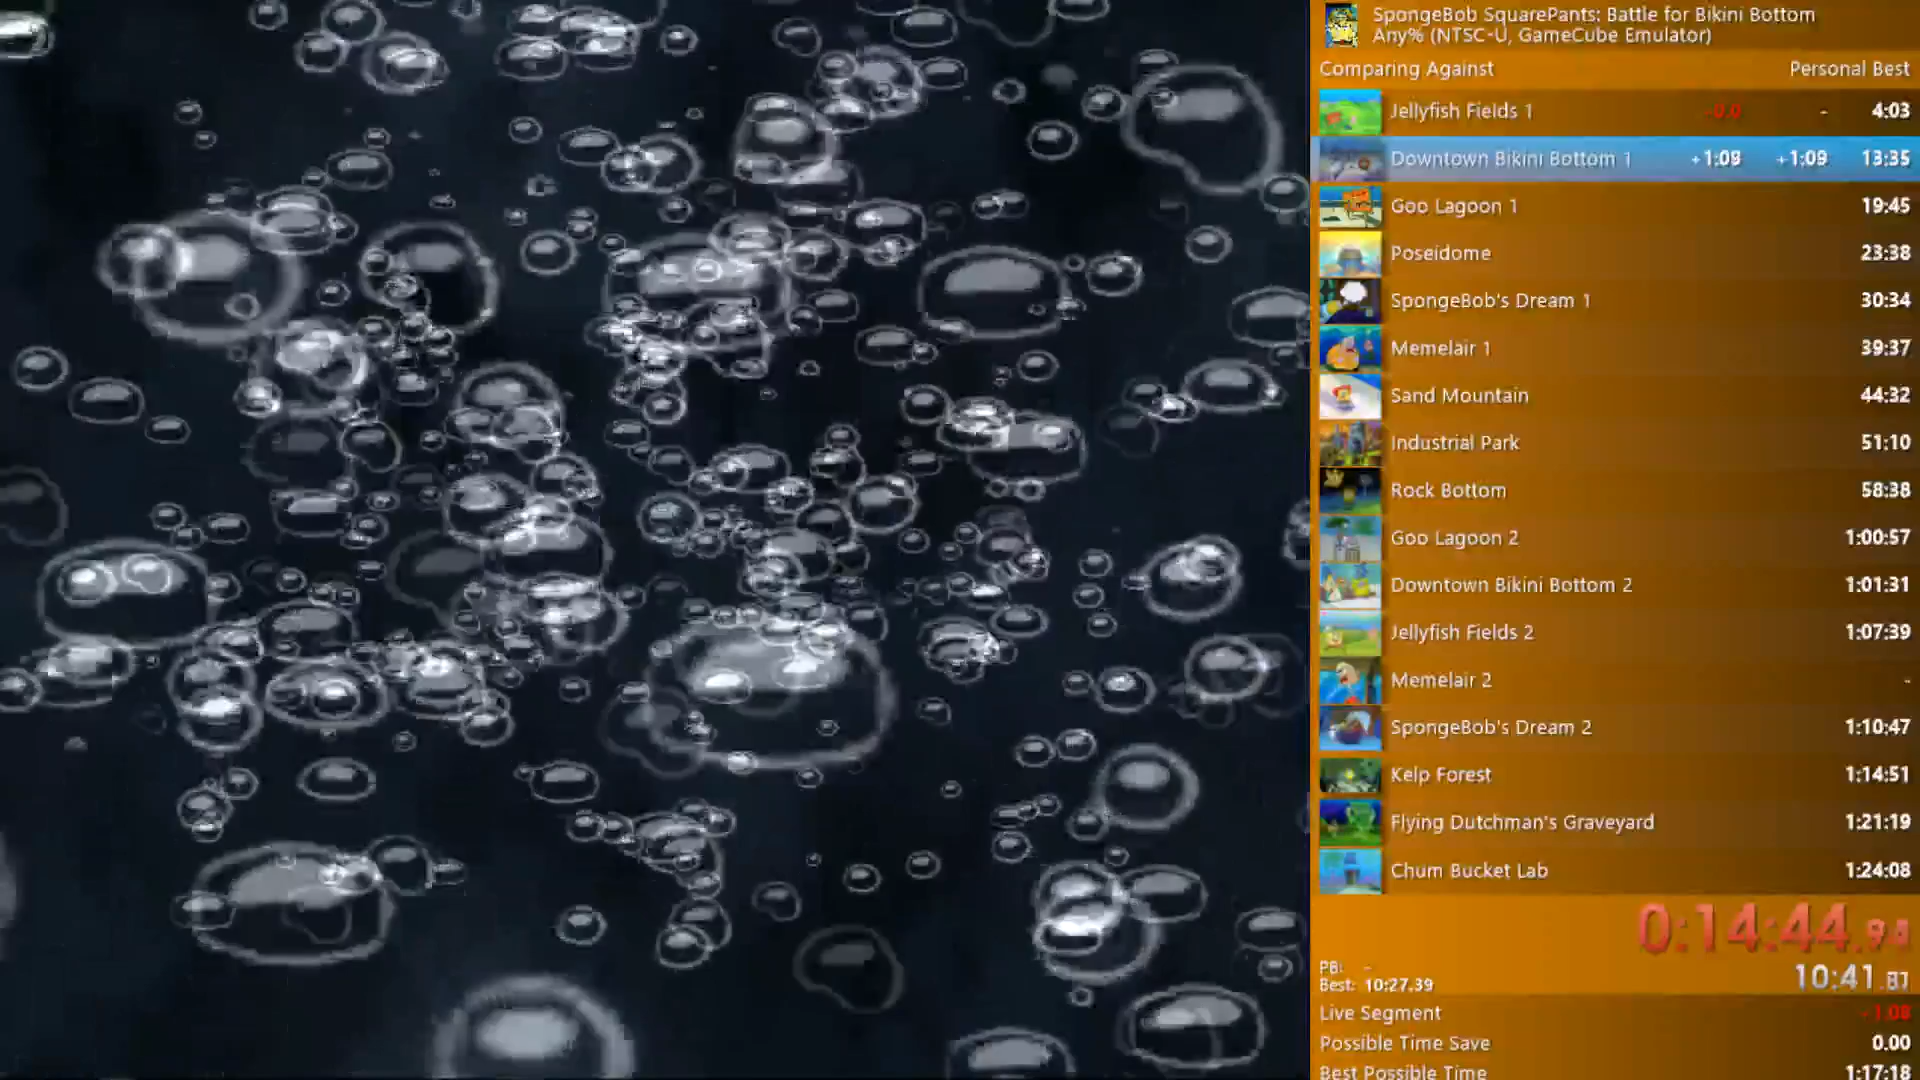 SpongeBob SquarePants: Battle for Bikini Bottom
Any% (NTSC-U, GameCube Emulator)
Comparing Against Personal Best
Jellyfish Fields 1 -0.0 - 4:03
Downtown Bikini Bottom 1 +1:09 +1:09 13:35
Goo Lagoon 1 19:45
Poseidome 23:38
SpongeBob's Dream 1 30:34
Memelair 1 39:37
Sand Mountain 44:32
Industrial Park 51:10
Rock Bottom 58:38
Goo Lagoon 2 1:00:57
Downtown Bikini Bottom 2 1:01:31
Jellyfish Fields 2 1:07:39
Memelair 2 -
SpongeBob's Dream 2 1:10:47
Kelp Forest 1:14:51
Flying Dutchman's Graveyard 1:21:19
Chum Bucket Lab 1:24:08
0:14:44.94
PB: -
Best: 10:27.39 10:41.81
Live Segment +1:08
Possible Time Save 0.00
Best Possible Time 1:17:18